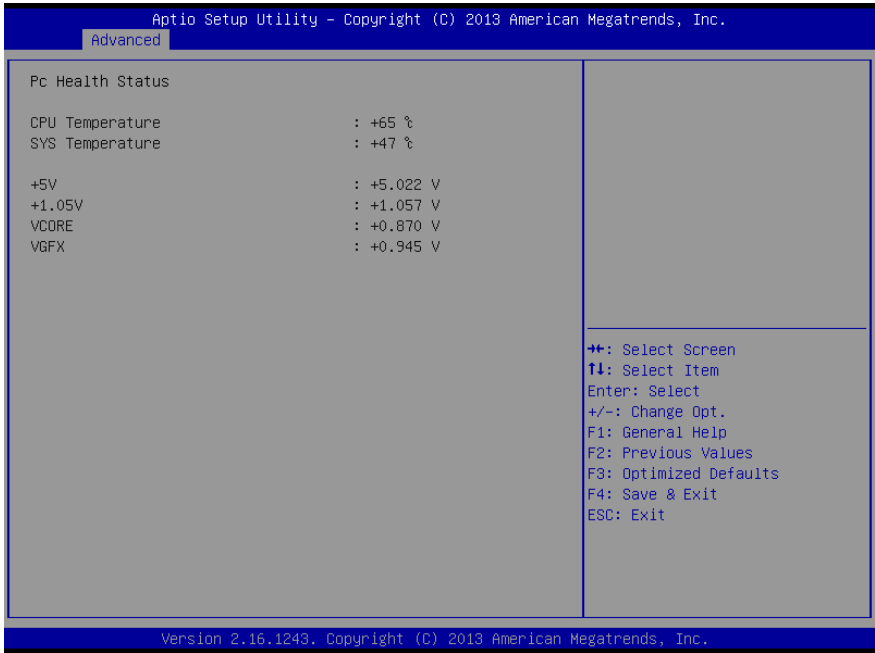 Aptio Setup Utility – Copyright (C) 2013 American Megatrends, Inc.
Advanced
Pc Health Status
CPU Temperature : +65 ℃
SYS Temperature : +47 ℃
+5V : +5.022 V
+1.05V : +1.057 V
VCORE : +0.870 V
VGFX : +0.945 V
→←: Select Screen
↑↓: Select Item
Enter: Select
+/-: Change Opt.
F1: General Help
F2: Previous Values
F3: Optimized Defaults
F4: Save & Exit
ESC: Exit
Version 2.16.1243. Copyright (C) 2013 American Megatrends, Inc.